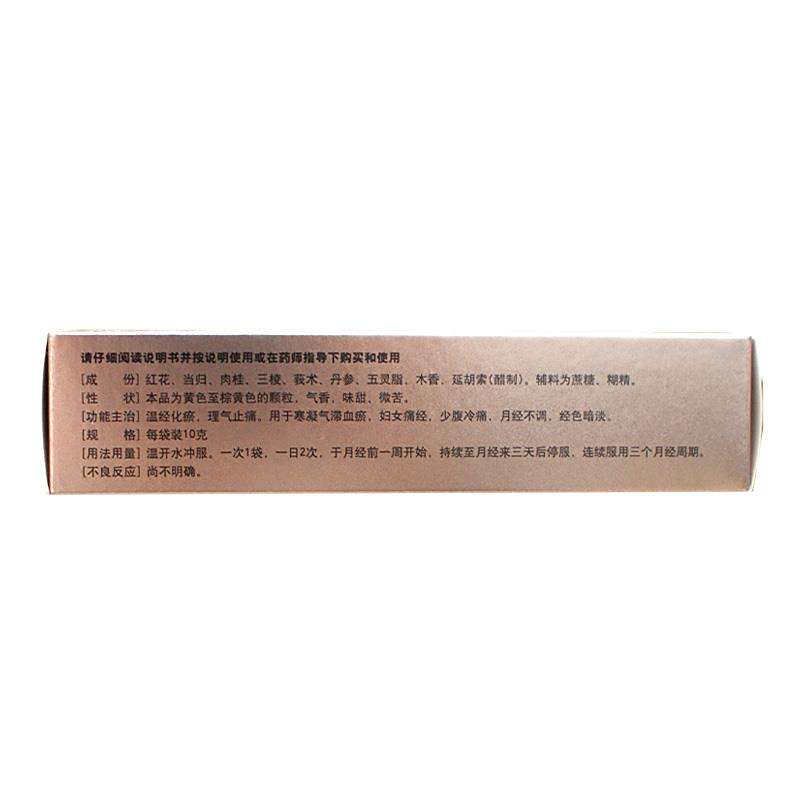 请仔细阅读说明书并按说明使用或在药师指导下购买和使用
[成 份] 红花、当归、肉桂、三棱、莪术、丹参、五灵脂、木香、延胡索(醋制)。辅料为蔗糖、糊精。
[性 状] 本品为黄色至棕黄色的颗粒，气香，味甜、微苦。
[功能主治] 温经化瘀，理气止痛。用于寒凝气滞血瘀，妇女痛经，少腹冷痛，月经不调，经色暗淡。
[规 格] 每袋装10克
[用法用量] 温开水冲服。一次1袋，一日2次，于月经前一周开始，持续至月经来三天后停服，连续服用三个月经周期。
[不良反应] 尚不明确。